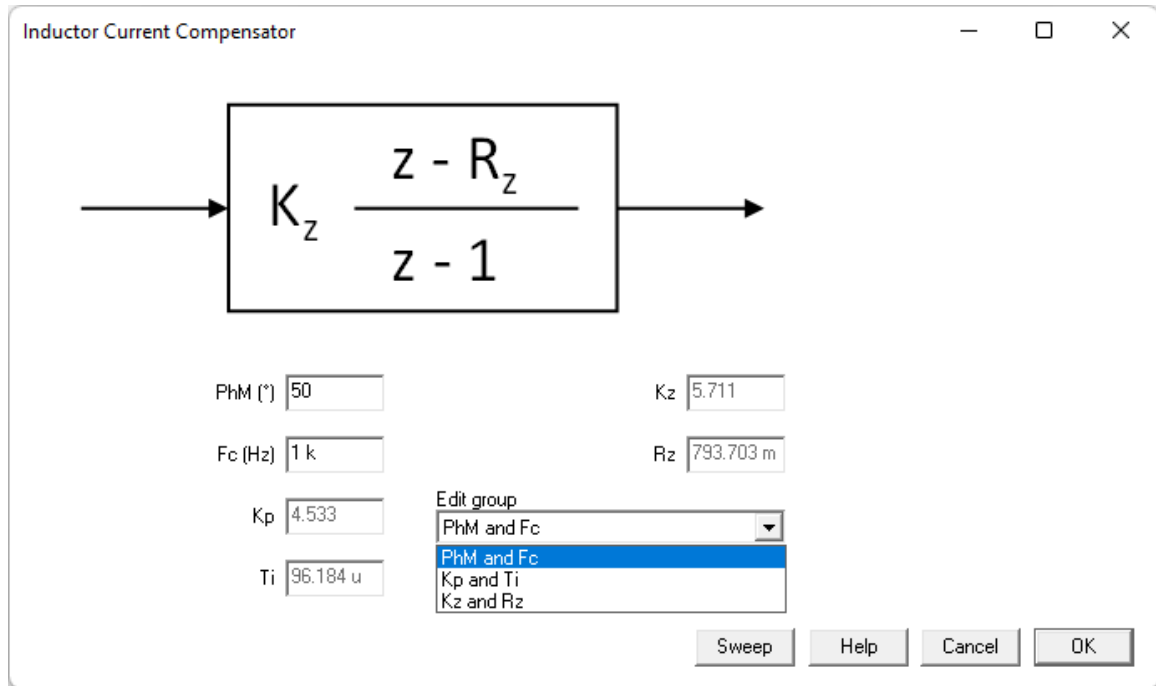 Inductor Current Compensator
Kz
z - Rz
z - 1
PhM (°) 50
Kz 5.711
Fc (Hz) 1 k
Rz 793.703 m
Kp 4.533
Edit group
PhM and Fc
PhM and Fc
Ti 96.184 u
Kp and Ti
Kz and Rz
Sweep Help Cancel OK